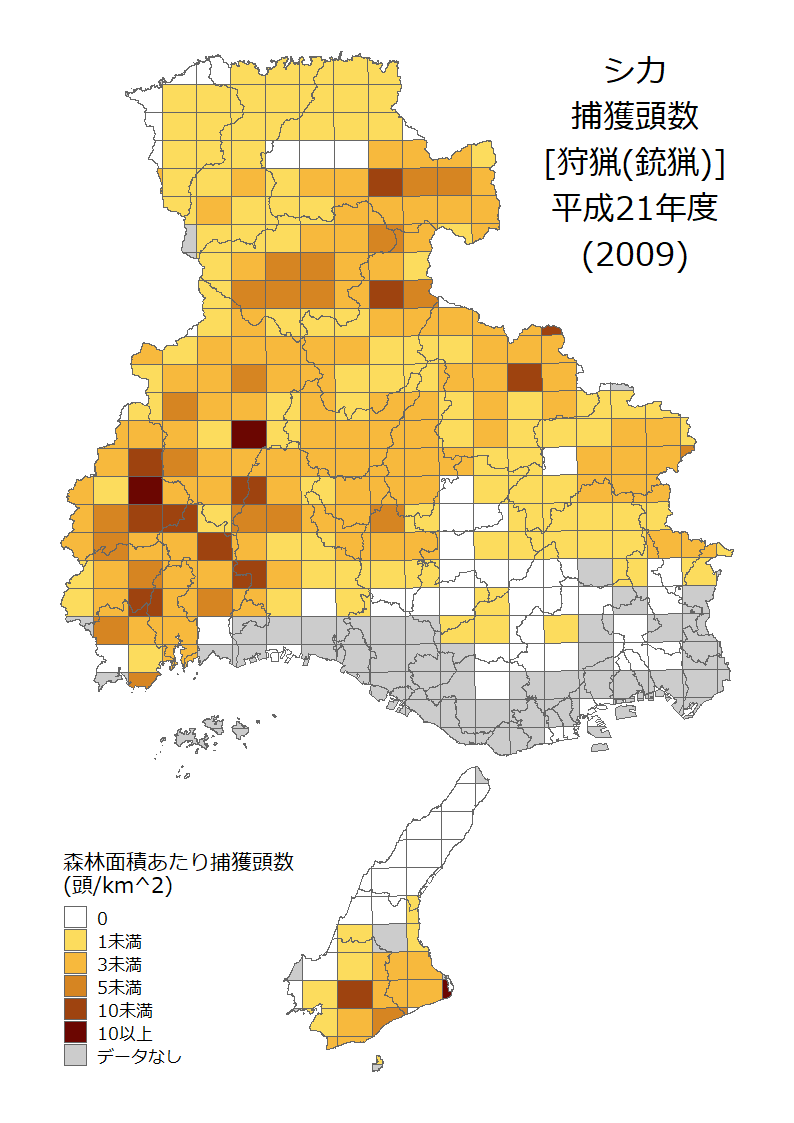 シカ
捕獲頭数
[狩猟(銃猟)]
平成21年度
(2009)
森林面積あたり捕獲頭数
(頭/km^2)
0
1未満
3未満
5未満
10未満
10以上
データなし